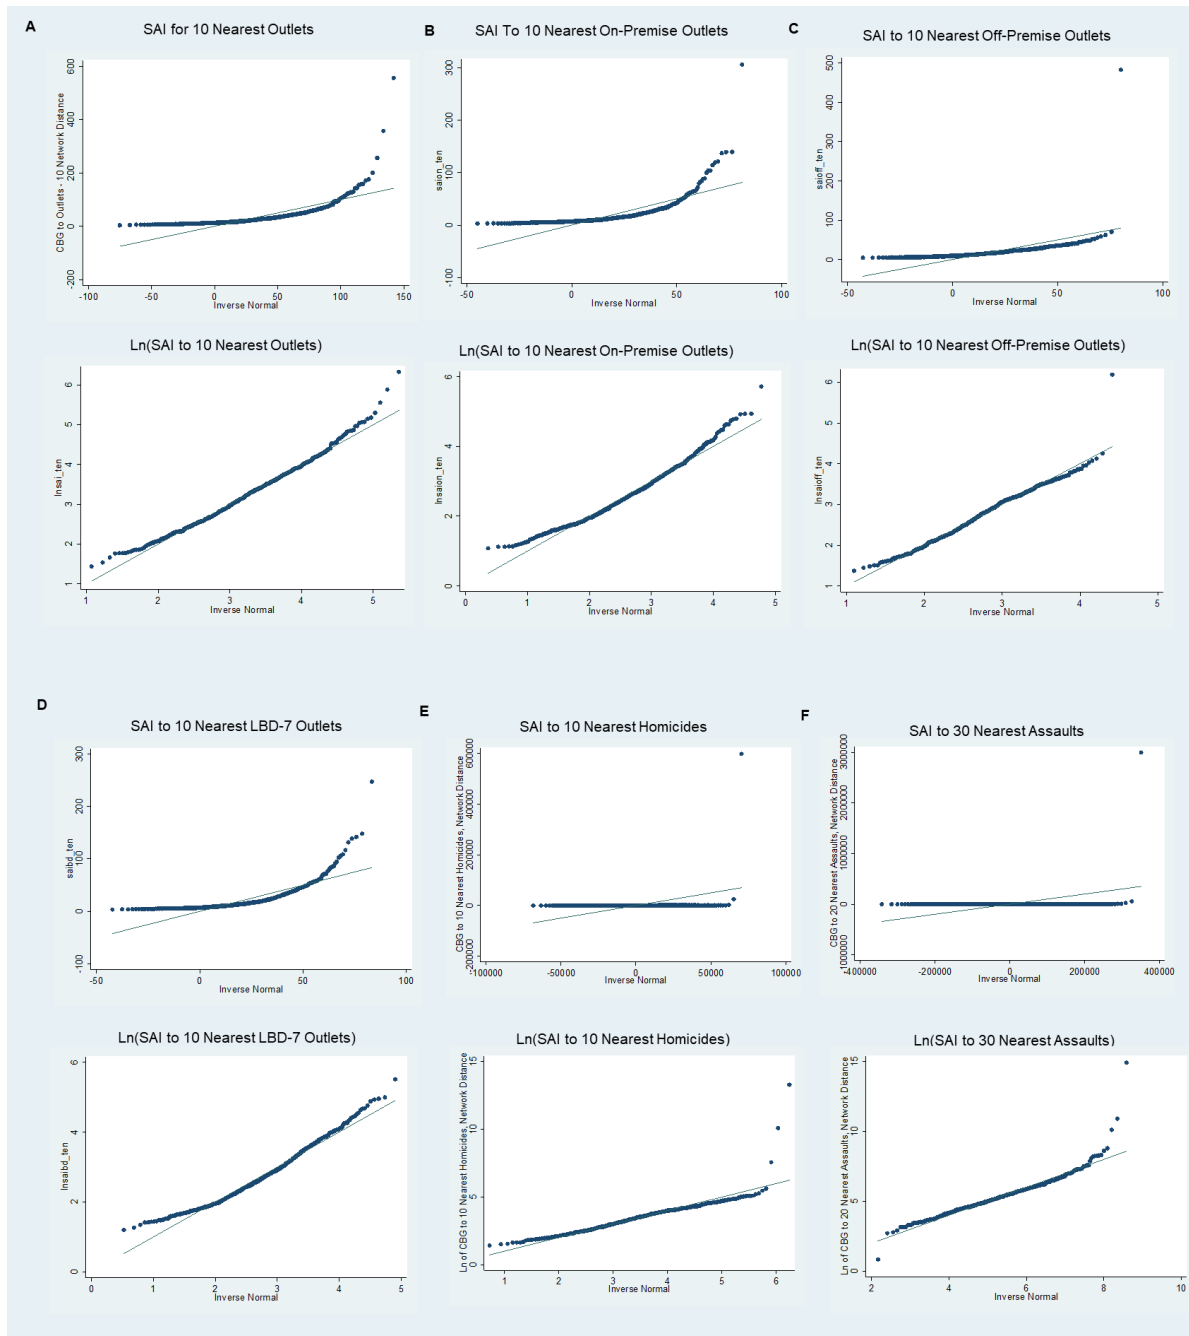 A
SAI for 10 Nearest Outlets
CBG to Outlets - 10 Network Distance
-200 0 200 400 600
-100 -50 0 50 100 150
Inverse Normal
B
SAI To 10 Nearest On-Premise Outlets
saion_ten
-100 0 100 200 300
-50 0 50 100
Inverse Normal
C
SAI to 10 Nearest Off-Premise Outlets
saioff_ten
0 100 200 300 400 500
-50 0 50 100
Inverse Normal
Ln(SAI to 10 Nearest Outlets)
lnsai_ten
1 2 3 4 5 6
1 2 3 4 5
Inverse Normal
Ln(SAI to 10 Nearest On-Premise Outlets)
lnsaion_ten
0 2 4 6
0 1 2 3 4 5
Inverse Normal
Ln(SAI to 10 Nearest Off-Premise Outlets)
lnsaioff_ten
1 2 3 4 5 6
1 2 3 4 5
Inverse Normal
D
SAI to 10 Nearest LBD-7 Outlets
saibd_ten
-100 0 100 200 300
-50 0 50 100
Inverse Normal
E
SAI to 10 Nearest Homicides
CBG to 10 Nearest Homicides, Network Distance
-200000 0 200000 400000 600000
-100000 -50000 0 50000 100000
Inverse Normal
F
SAI to 30 Nearest Assaults
CBG to 20 Nearest Assaults, Network Distance
-1000000 0 1000000 2000000 3000000
-400000 -200000 0 200000 400000
Inverse Normal
Ln(SAI to 10 Nearest LBD-7 Outlets)
lnsaibd_ten
0 2 4 6
0 1 2 3 4 5
Inverse Normal
Ln(SAI to 10 Nearest Homicides)
Ln of CBG to 10 Nearest Homicides, Network Distance
0 5 10 15
1 2 3 4 5 6
Inverse Normal
Ln(SAI to 30 Nearest Assaults)
Ln of CBG to 20 Nearest Assaults, Network Distance
0 5 10 15
2 4 6 8 10
Inverse Normal